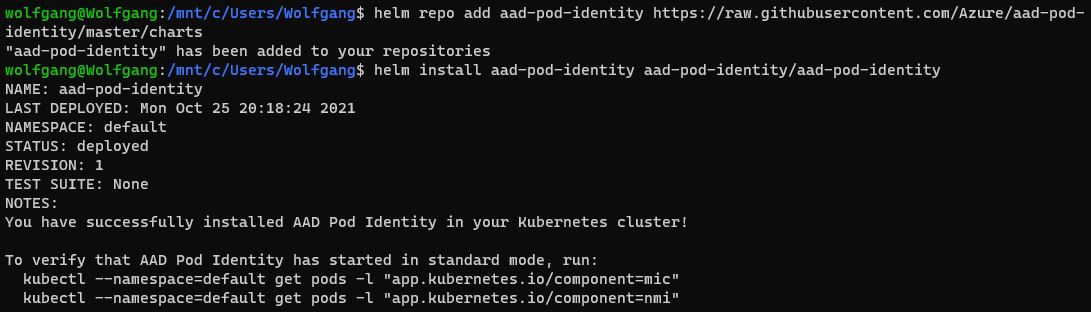 wolfgang@Wolfgang:/mnt/c/Users/Wolfgang$ helm repo add aad-pod-identity https://raw.githubusercontent.com/Azure/aad-pod-
identity/master/charts
"aad-pod-identity" has been added to your repositories
wolfgang@Wolfgang:/mnt/c/Users/Wolfgang$ helm install aad-pod-identity aad-pod-identity/aad-pod-identity
NAME: aad-pod-identity
LAST DEPLOYED: Mon Oct 25 20:18:24 2021
NAMESPACE: default
STATUS: deployed
REVISION: 1
TEST SUITE: None
NOTES:
You have successfully installed AAD Pod Identity in your Kubernetes cluster!

To verify that AAD Pod Identity has started in standard mode, run:
  kubectl --namespace=default get pods -l "app.kubernetes.io/component=mic"
  kubectl --namespace=default get pods -l "app.kubernetes.io/component=nmi"